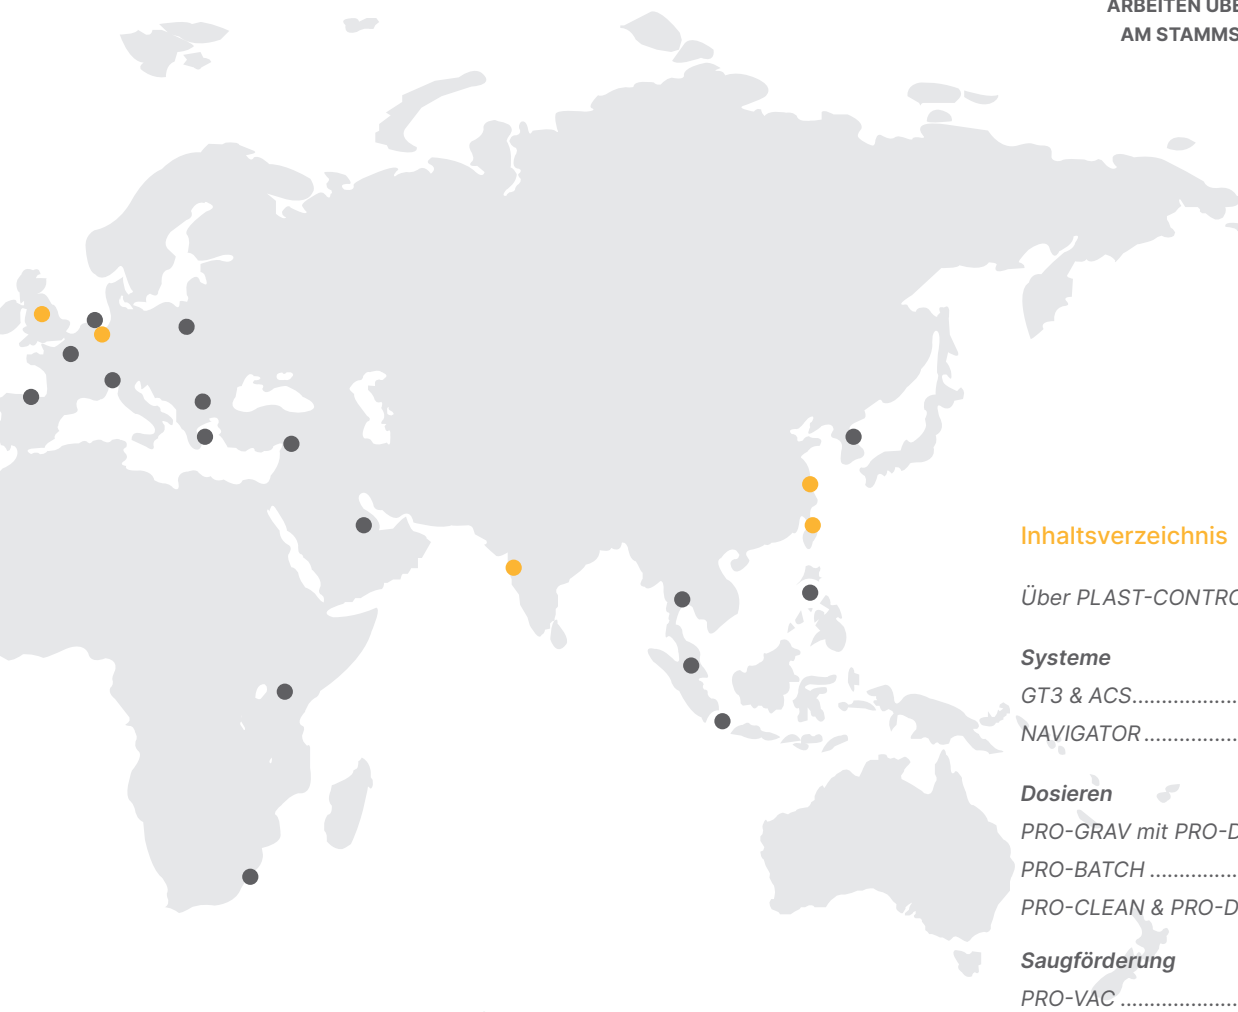 ARBEITEN ÜBE
AM STAMMS
Inhaltsverzeichnis
Über PLAST-CONTRO
Systeme
GT3 & ACS..................
NAVIGATOR................
Dosieren
PRO-GRAV mit PRO-D
PRO-BATCH ...............
PRO-CLEAN & PRO-D
Saugförderung
PRO-VAC ....................